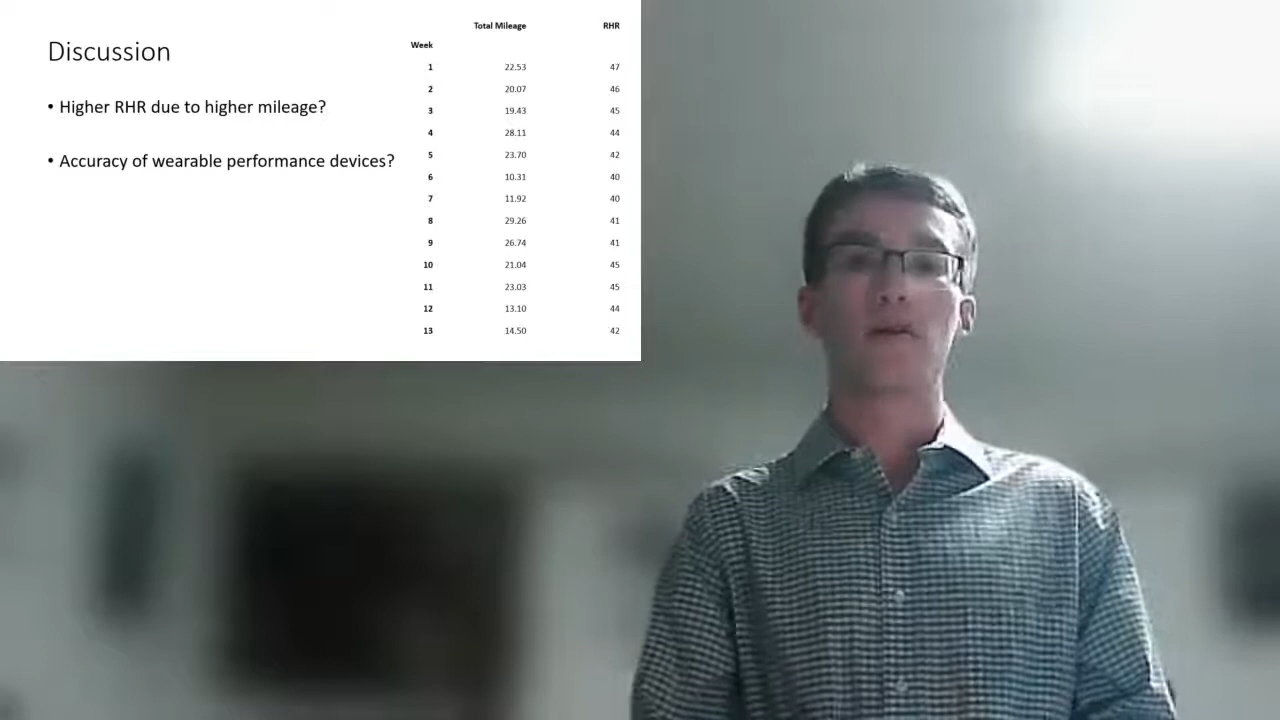 Discussion
• Higher RHR due to higher mileage?
• Accuracy of wearable performance devices?
Total Mileage RHR
Week
1 22.53 47
2 20.07 46
3 19.43 45
4 28.11 44
5 23.70 42
6 10.31 40
7 11.92 40
8 29.26 41
9 26.74 41
10 21.04 45
11 23.03 45
12 13.10 44
13 14.50 42